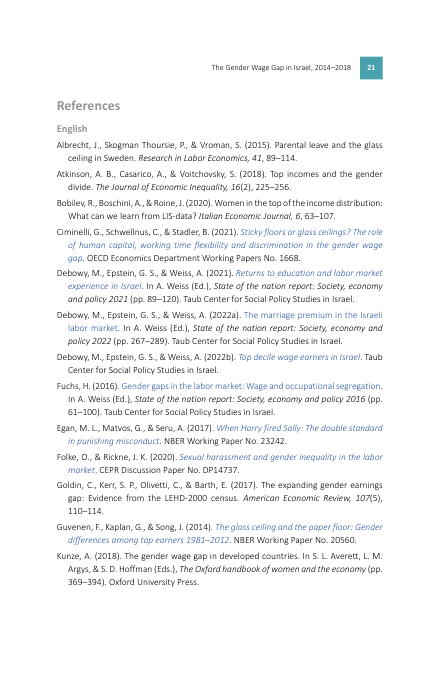 The Gender Wage Gap in Israel, 2014–2018 21
References
English
Albrecht, J., Skogman Thoursie, P., & Vroman, S. (2015). Parental leave and the glass
ceiling in Sweden. Research in Labor Economics, 41, 89–114.
Atkinson, A. B., Casarico, A., & Voitchovsky, S. (2018). Top incomes and the gender
divide. The Journal of Economic Inequality, 16(2), 225–256.
Bobilev, R., Boschini, A., & Roine, J. (2020). Women in the top of the income distribution:
What can we learn from LIS-data? Italian Economic Journal, 6, 63–107.
Ciminelli, G., Schwellnus, C., & Stadler, B. (2021). Sticky floors or glass ceilings? The role
of human capital, working time flexibility and discrimination in the gender wage
gap. OECD Economics Department Working Papers No. 1668.
Debowy, M., Epstein, G. S., & Weiss, A. (2021). Returns to education and labor market
experience in Israel. In A. Weiss (Ed.), State of the nation report: Society, economy
and policy 2021 (pp. 89–120). Taub Center for Social Policy Studies in Israel.
Debowy, M., Epstein, G. S., & Weiss, A. (2022a). The marriage premium in the Israeli
labor market. In A. Weiss (Ed.), State of the nation report: Society, economy and
policy 2022 (pp. 267–289). Taub Center for Social Policy Studies in Israel.
Debowy, M., Epstein, G. S., & Weiss, A. (2022b). Top decile wage earners in Israel. Taub
Center for Social Policy Studies in Israel.
Fuchs, H. (2016). Gender gaps in the labor market: Wage and occupational segregation.
In A. Weiss (Ed.), State of the nation report: Society, economy and policy 2016 (pp.
61–100). Taub Center for Social Policy Studies in Israel.
Egan, M. L., Matvos, G., & Seru, A. (2017). When Harry fired Sally: The double standard
in punishing misconduct. NBER Working Paper No. 23242.
Folke, O., & Rickne, J. K. (2020). Sexual harassment and gender inequality in the labor
market. CEPR Discussion Paper No. DP14737.
Goldin, C., Kerr, S. P., Olivetti, C., & Barth, E. (2017). The expanding gender earnings
gap: Evidence from the LEHD-2000 census. American Economic Review, 107(5),
110–114.
Guvenen, F., Kaplan, G., & Song, J. (2014). The glass ceiling and the paper floor: Gender
differences among top earners 1981–2012. NBER Working Paper No. 20560.
Kunze, A. (2018). The gender wage gap in developed countries. In S. L. Averett, L. M.
Argys, & S. D. Hoffman (Eds.), The Oxford handbook of women and the economy (pp.
369–394). Oxford University Press.